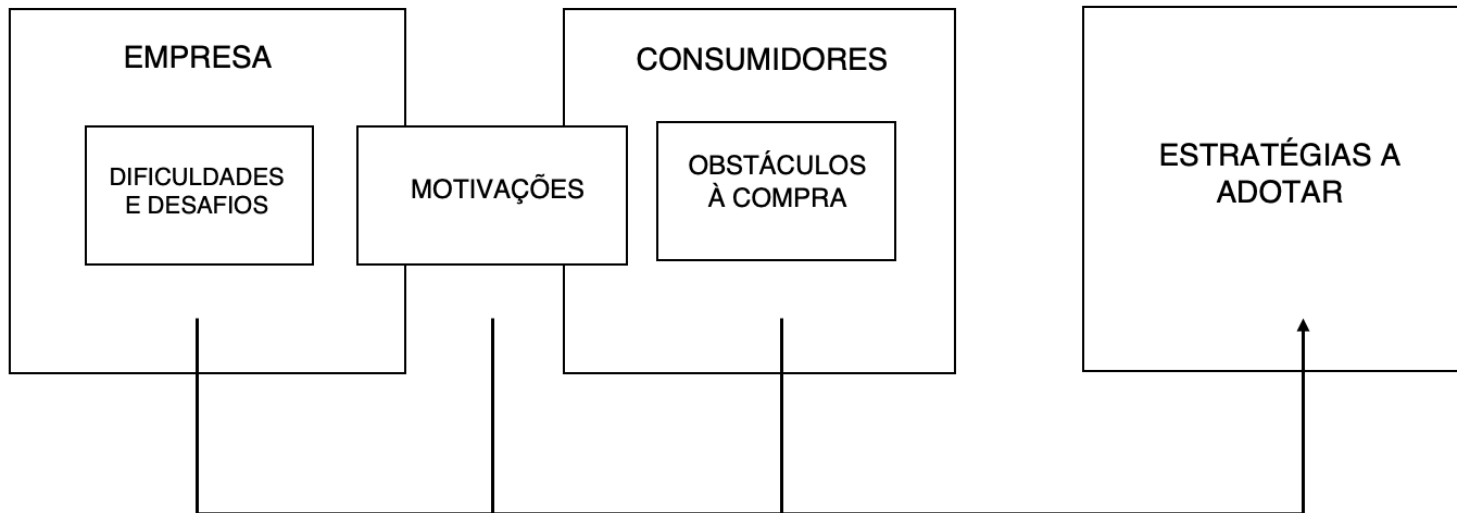 EMPRESA
DIFICULDADES
E DESAFIOS
MOTIVAÇÕES
CONSUMIDORES
OBSTÁCULOS
À COMPRA
ESTRATÉGIAS A
ADOTAR